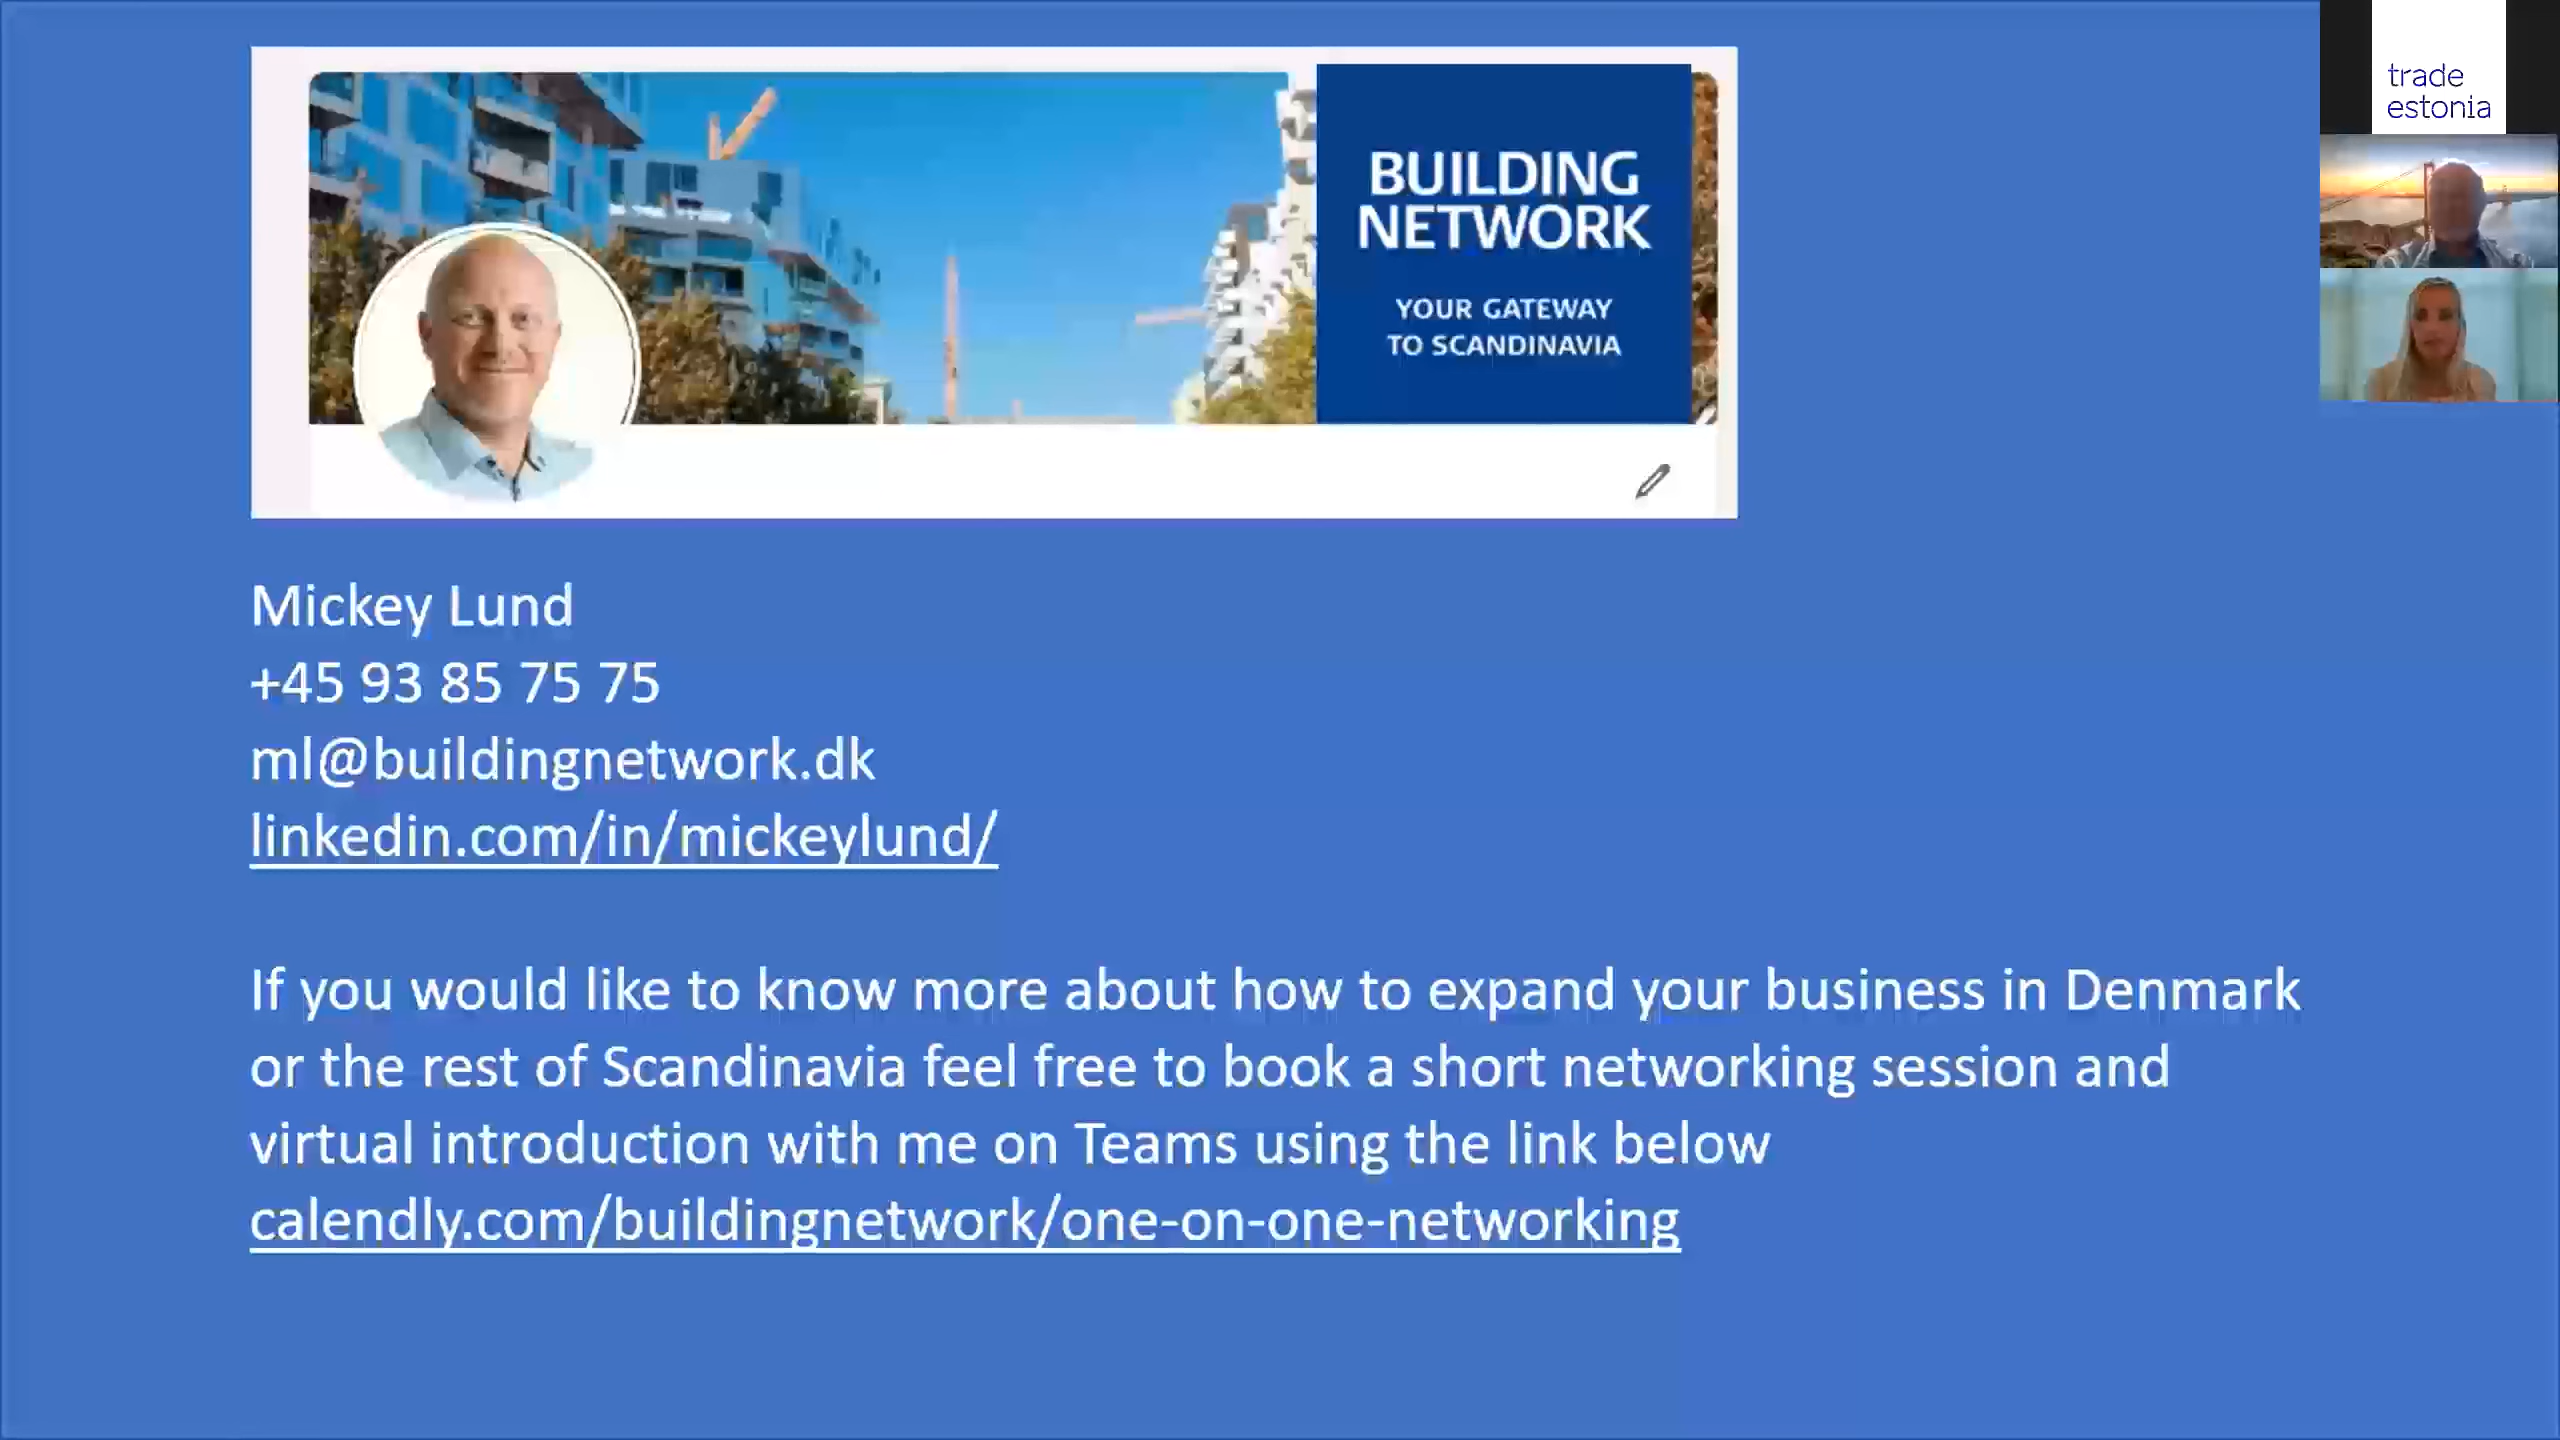 BUILDING
NETWORK
YOUR GATEWAY
TO SCANDINAVIA
trade
estonia
Mickey Lund
+45 93 85 75 75
ml@buildingnetwork.dk
linkedin.com/in/mickeylund/
If you would like to know more about how to expand your business in Denmark
or the rest of Scandinavia feel free to book a short networking session and
virtual introduction with me on Teams using the link below
calendly.com/buildingnetwork/one-on-one-networking